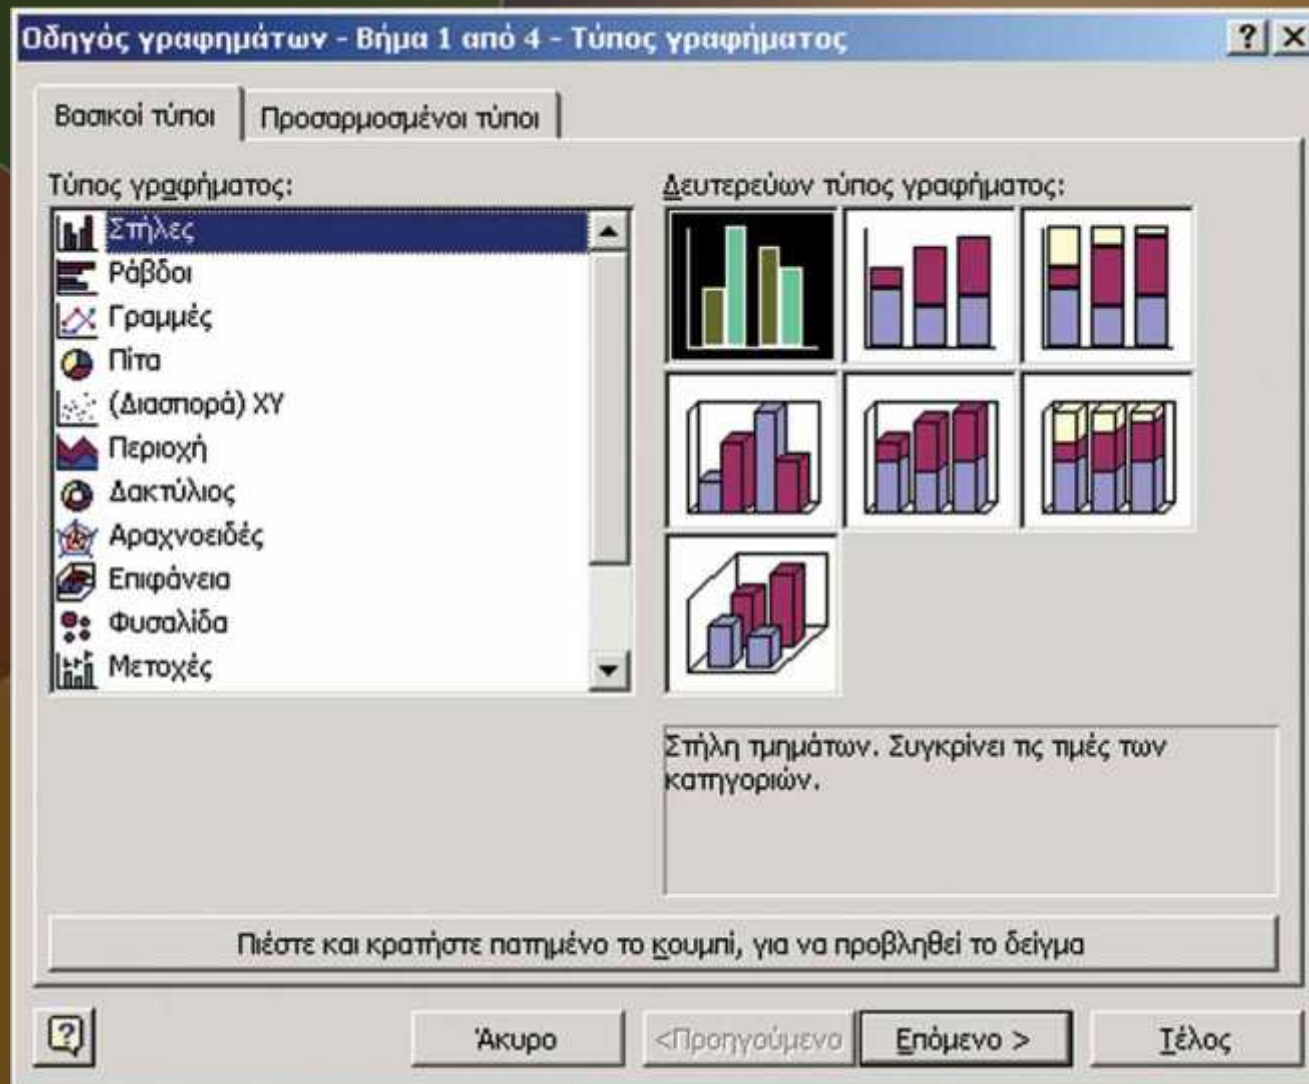 Οδηγός γραφημάτων - Βήμα 1 από 4 - Τύπος γραφήματος
Βασικοί τύποι
Προσαρμοσμένοι τύποι
Τύπος γραφήματος:
Στήλες
Ράβδοι
Γραμμές
Πίτα
(Διασπορά) XY
Περιοχή
Δακτύλιος
Αραχνοειδές
Επιφάνεια
Φυσαλίδα
Μετοχές
Δευτερεύων τύπος γραφήματος:
Στήλη τμημάτων. Συγκρίνει τις τιμές των
κατηγοριών.
Πιέστε και κρατήστε πατημένο το κουμπί, για να προβληθεί το δείγμα
Άκυρο
<Προηγούμενο
Επόμενο >
Τέλος